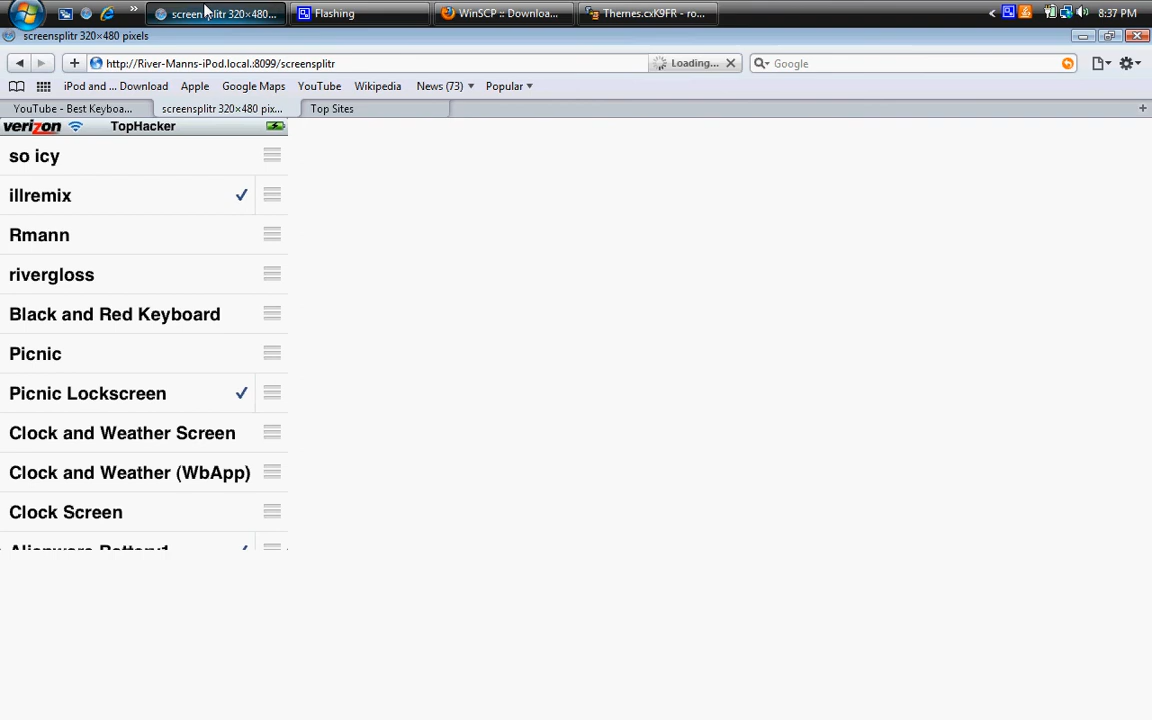 screensplitr 320×480...
Flashing
WinSCP :: Downloa...
Themes.cxK9FR - ro...
8:37 PM
screensplitr 320×480 pixels
http://River-Manns-iPod.local.:8099/screensplitr
Loading...
Google
iPod and ... Download
Apple
Google Maps
YouTube
Wikipedia
News (73)
Popular
YouTube - Best Keyboa...
screensplitr 320×480 pix...
Top Sites
verizon
TopHacker
so icy
illremix
Rmann
rivergloss
Black and Red Keyboard
Picnic
Picnic Lockscreen
Clock and Weather Screen
Clock and Weather (WbApp)
Clock Screen
Alienware Battery1